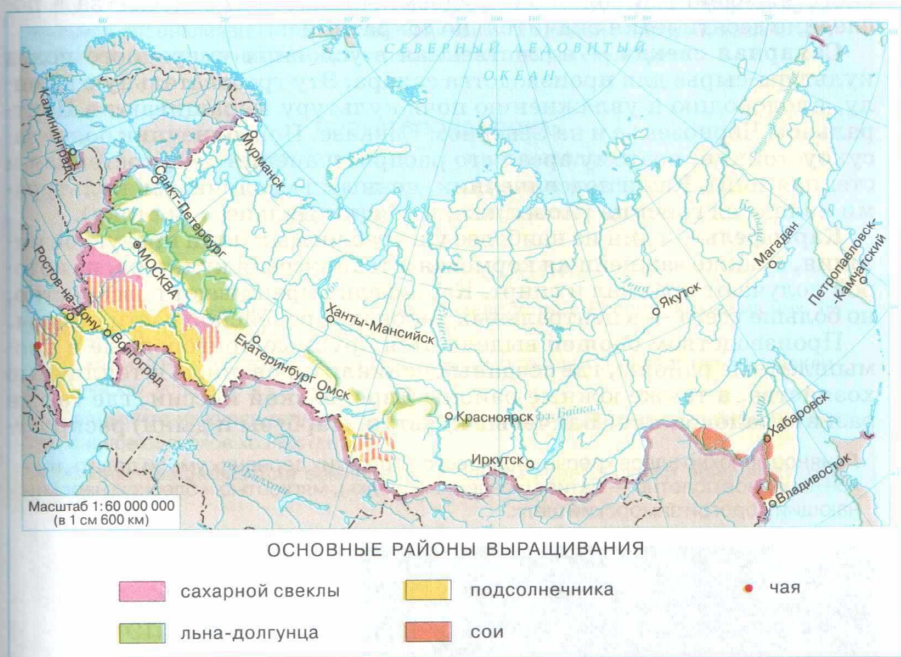 СЕВЕРНЫЙ ЛЕДОВИТЫЙ
ОКЕАН
Калининград
Мурманск
Санкт-Петербург
МОСКВА
Ростов-на-Дону
Волгоград
Екатеринбург
Ханты-Мансийск
Омск
Красноярск
Иркутск
оз. Байкал
Якутск
Магадан
Петропавловск-
-Камчатский
Хабаровск
Владивосток
Масштаб 1:60 000 000
(в 1 см 600 км)
ОСНОВНЫЕ РАЙОНЫ ВЫРАЩИВАНИЯ
сахарной свеклы
подсолнечника
чая
льна-долгунца
сои